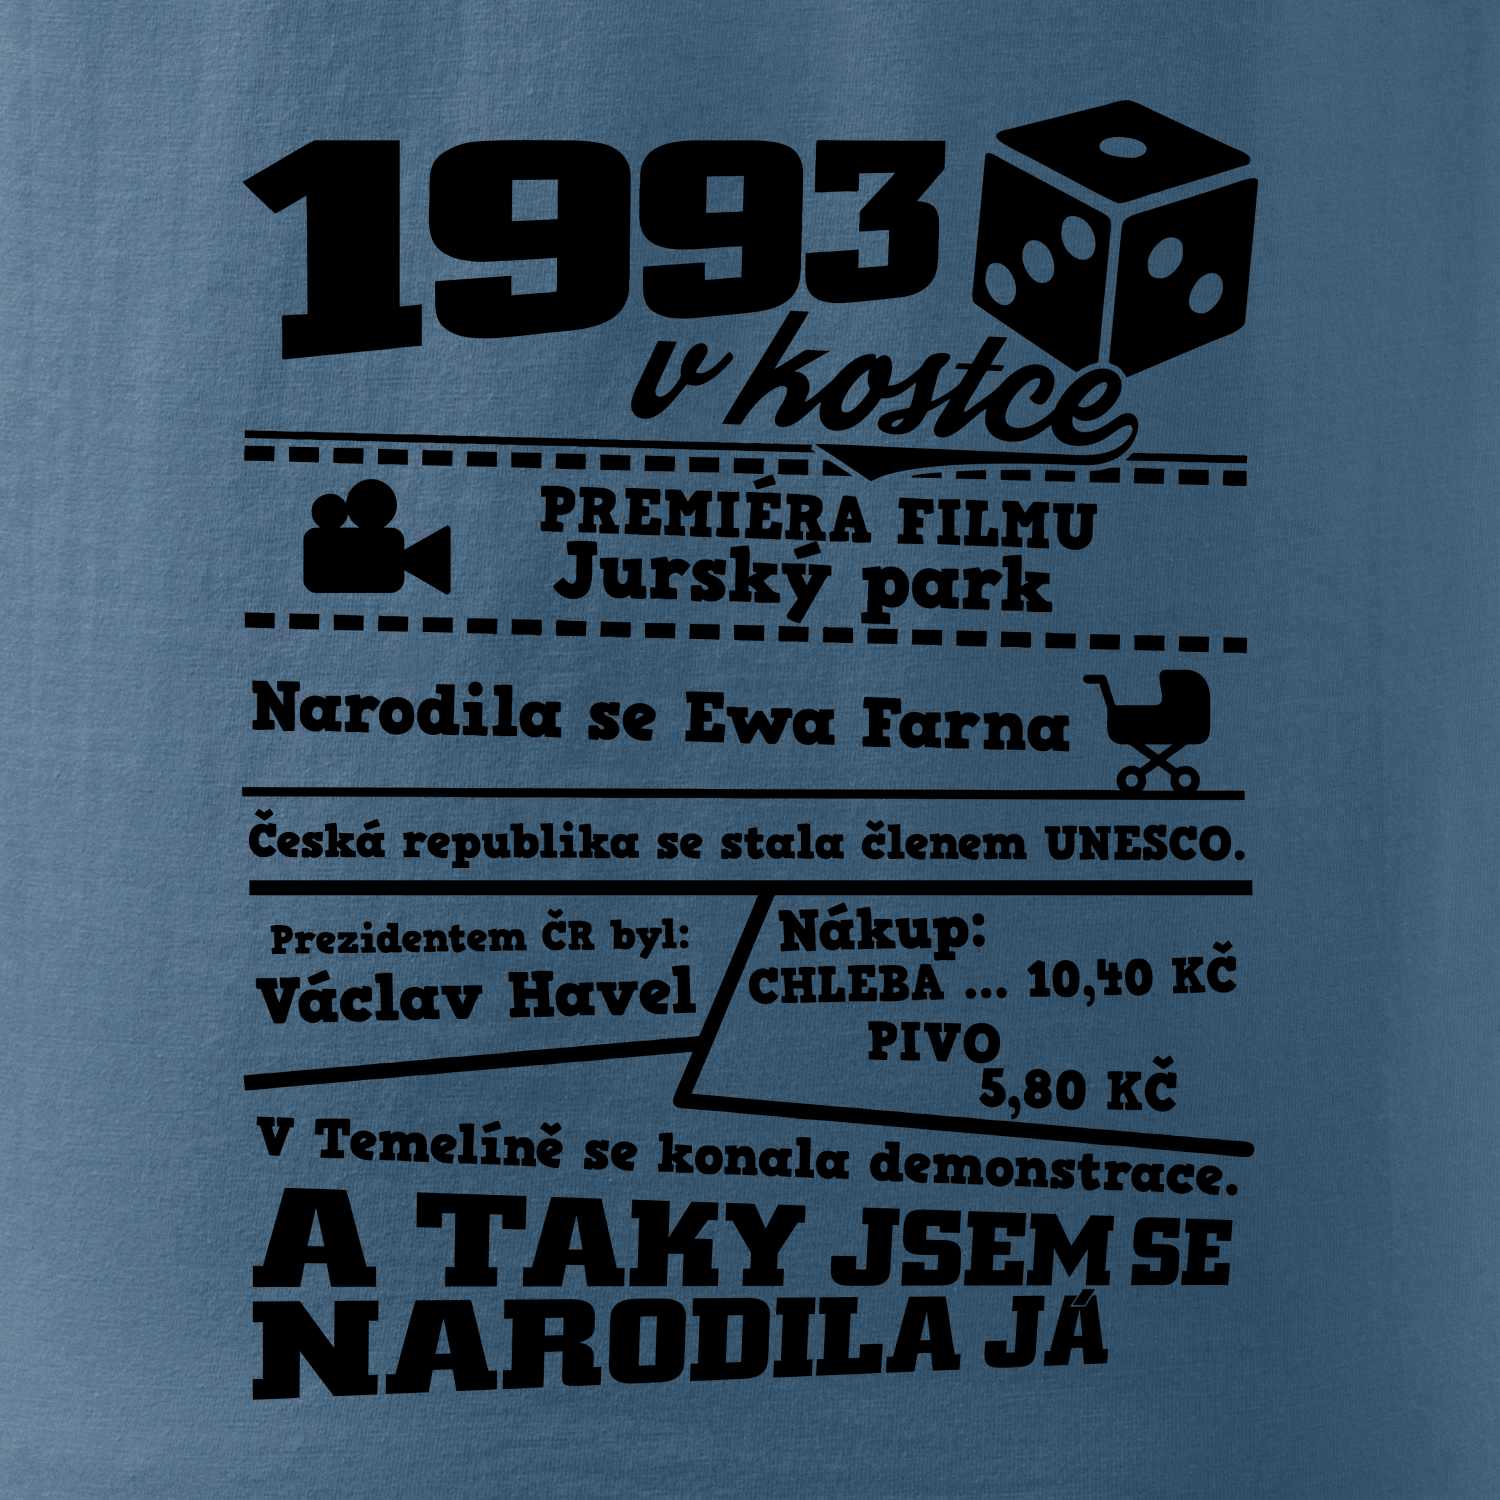 1993
v kostce
PREMIÉRA FILMU
Jurský park
Narodila se Ewa Farna
Česká republika se stala členem UNESCO.
Prezidentem ČR byl:
Václav Havel
Nákup:
CHLEBA ... 10,40 KČ
PIVO
5,80 KČ
V Temelíně se konala demonstrace.
A TAKY JSEM SE
NARODILA JÁ